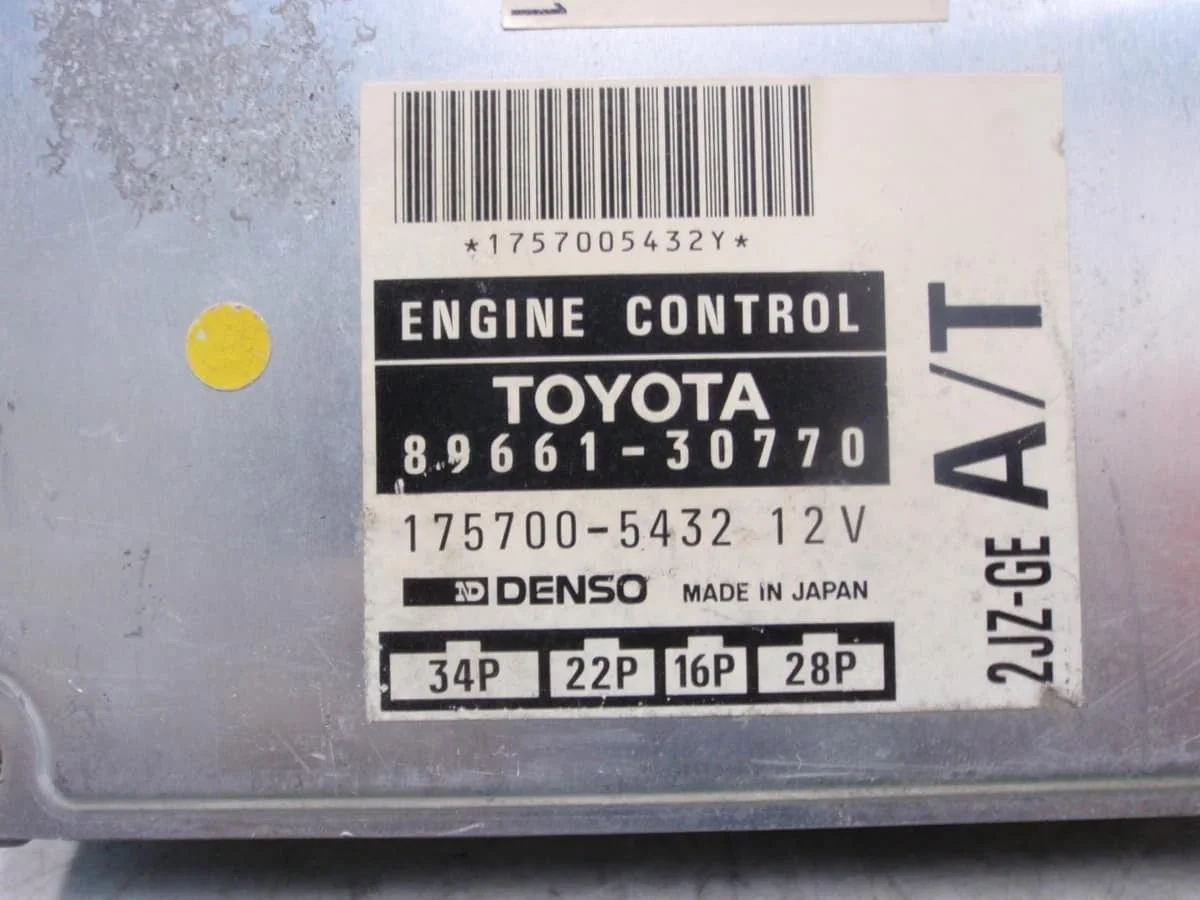 *1757005432Y*
ENGINE CONTROL
TOYOTA
89661-30770
175700-5432 12V
ND DENSO MADE IN JAPAN
34P 22P 16P 28P
2JZ-GE A/T